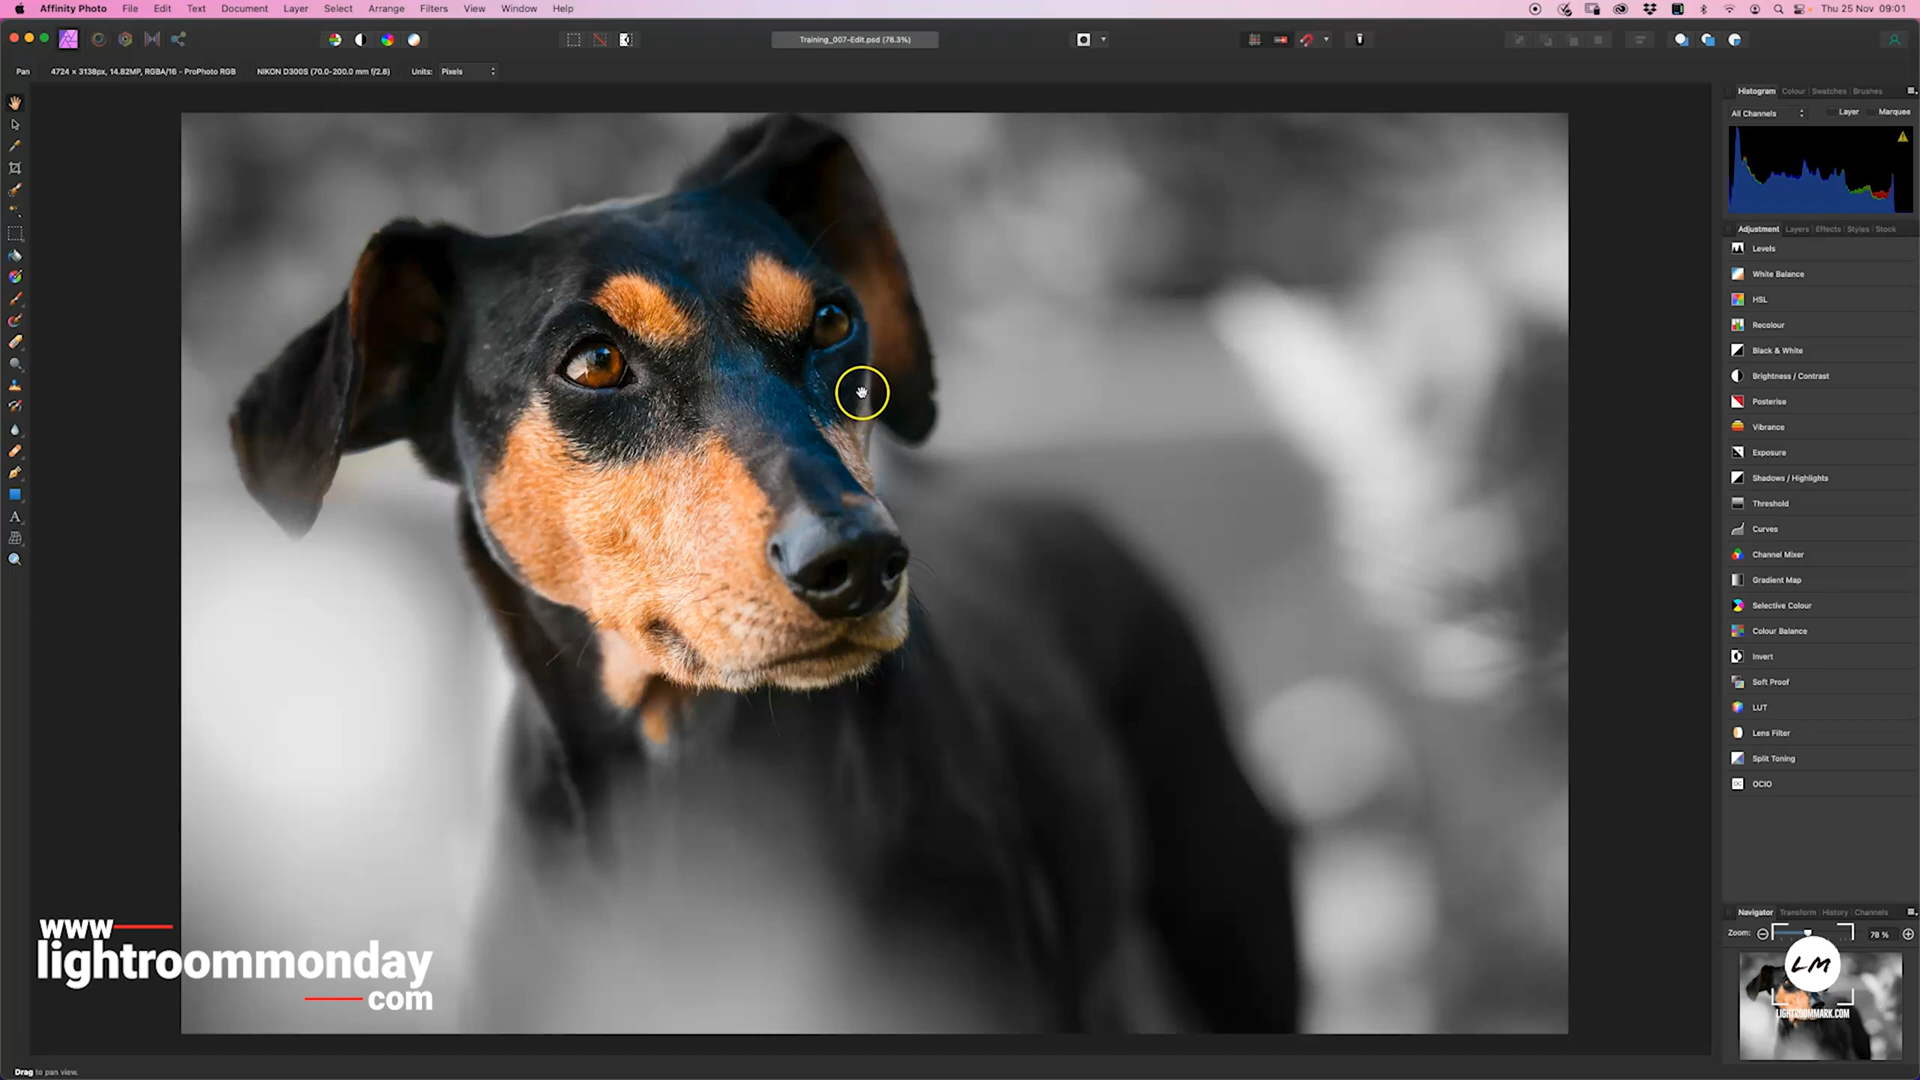 Affinity Photo File Edit Text Document Layer Select Arrange Filters View Window Help Thu 25 Nov 09:01
Training_007-Edit.psd (78.3%)
Pan 4724 × 3138px, 14.82MP, RGBA/16 - ProPhoto RGB NIKON D300S (70.0-200.0 mm f/2.8) Units: Pixels
Histogram Colour Swatches Brushes
All Channels Layer Marquee
Adjustment Layers Effects Styles Stock
Levels
White Balance
HSL
Recolour
Black & White
Brightness / Contrast
Posterise
Vibrance
Exposure
Shadows / Highlights
Threshold
Curves
Channel Mixer
Gradient Map
Selective Colour
Colour Balance
Invert
Soft Proof
LUT
Lens Filter
Split Toning
OCIO
Navigator Transform History Channels
Zoom: 78 %
LM
LIGHTROOMMARK.COM
www
lightroommonday
com
Drag to pan view.